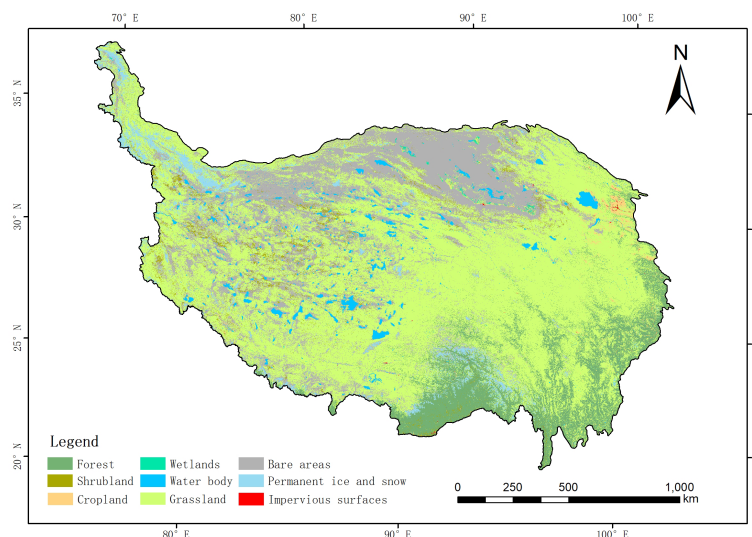 70° E 80° E 90° E 100° E
N
35° N
30° N
25° N
20° N
Legend
Forest Wetlands Bare areas
Shrubland Water body Permanent ice and snow
Cropland Grassland Impervious surfaces
0 250 500 1,000
km
80° E 90° E 100° E